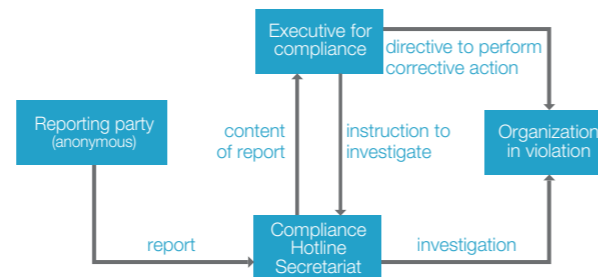 Executive for
compliance
directive to perform
corrective action
Reporting party
(anonymous)
content
of report
instruction to
investigate
Organization
in violation
report
Compliance
Hotline
Secretariat
investigation